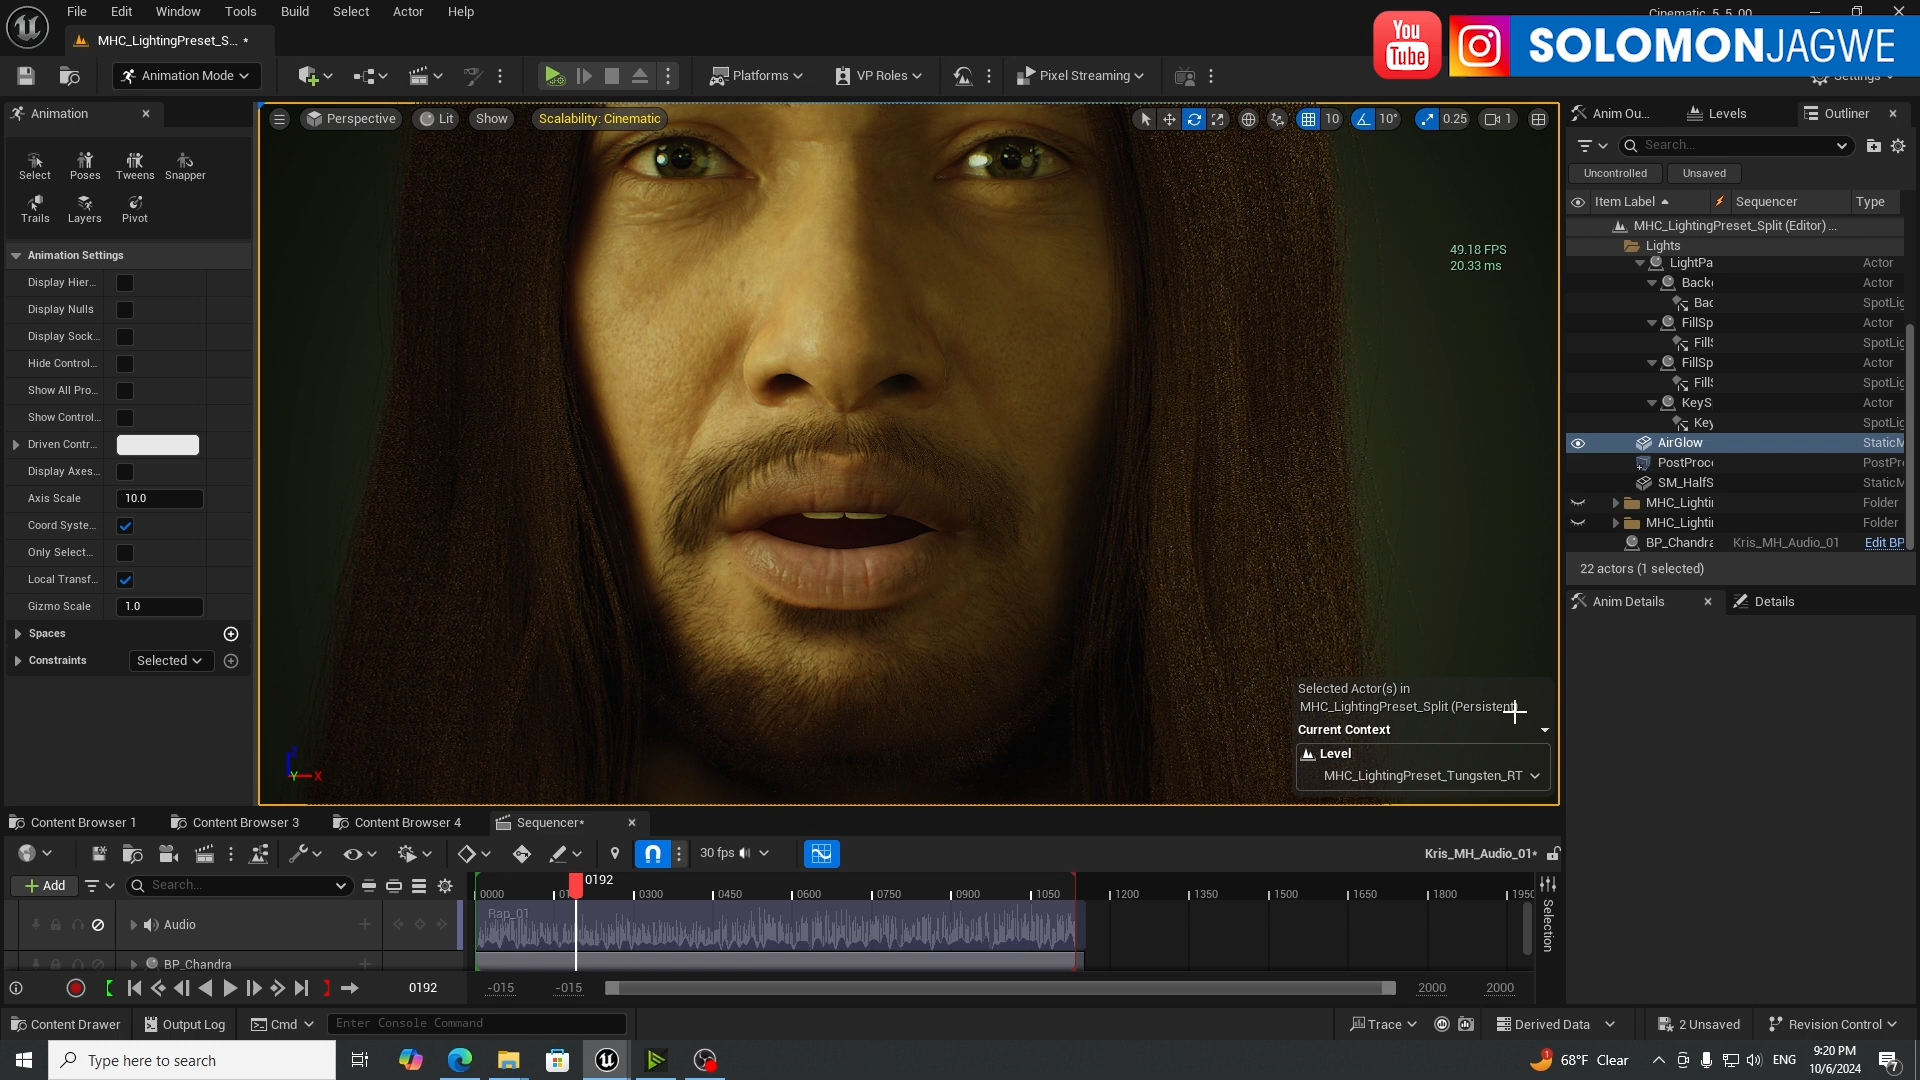 File Edit Window Tools Build Select Actor Help
Cinematic_5_5_00
MHC_LightingPreset_S... •
You Tube
SOLOMONJAGWE
Animation Mode
Platforms
VP Roles
Pixel Streaming
Settings
Animation
Perspective
Lit
Show
Scalability: Cinematic
10
10°
0.25
1
Anim Ou...
Levels
Outliner
Search...
Uncontrolled
Unsaved
Item Label
Sequencer
Type
Select
Poses
Tweens
Snapper
Trails
Layers
Pivot
Animation Settings
Display Hier...
Display Nulls
Display Sock...
Hide Control...
Show All Pro...
Show Control...
Driven Contr...
Display Axes...
Axis Scale 10.0
Coord Syste...
Only Select...
Local Transf...
Gizmo Scale 1.0
Spaces
Constraints Selected
49.18 FPS
20.33 ms
MHC_LightingPreset_Split (Editor)...
Lights
LightPa Actor
Back Actor
Bac SpotLig
FillSp Actor
FillS SpotLig
FillSp Actor
FillS SpotLig
KeyS Actor
Key SpotLig
AirGlow StaticM
PostProc PostPr
SM_HalfS StaticM
MHC_Lighti Folder
MHC_Lighti Folder
BP_Chandra Kris_MH_Audio_01 Edit BP
22 actors (1 selected)
Anim Details
Details
Selected Actor(s) in
MHC_LightingPreset_Split (Persistent)
Current Context
Level
MHC_LightingPreset_Tungsten_RT
Content Browser 1
Content Browser 3
Content Browser 4
Sequencer*
30 fps
Kris_MH_Audio_01*
Add
Search...
0192
0000 01 0300 0450 0600 0750 0900 1050 1200 1350 1500 1650 1800 1950
Rap_01
Audio
BP_Chandra
Selection
0192
-015 -015
2000 2000
Content Drawer
Output Log
Cmd
Enter Console Command
Trace
Derived Data
2 Unsaved
Revision Control
Type here to search
1
68°F Clear
ENG
9:20 PM
10/6/2024
7